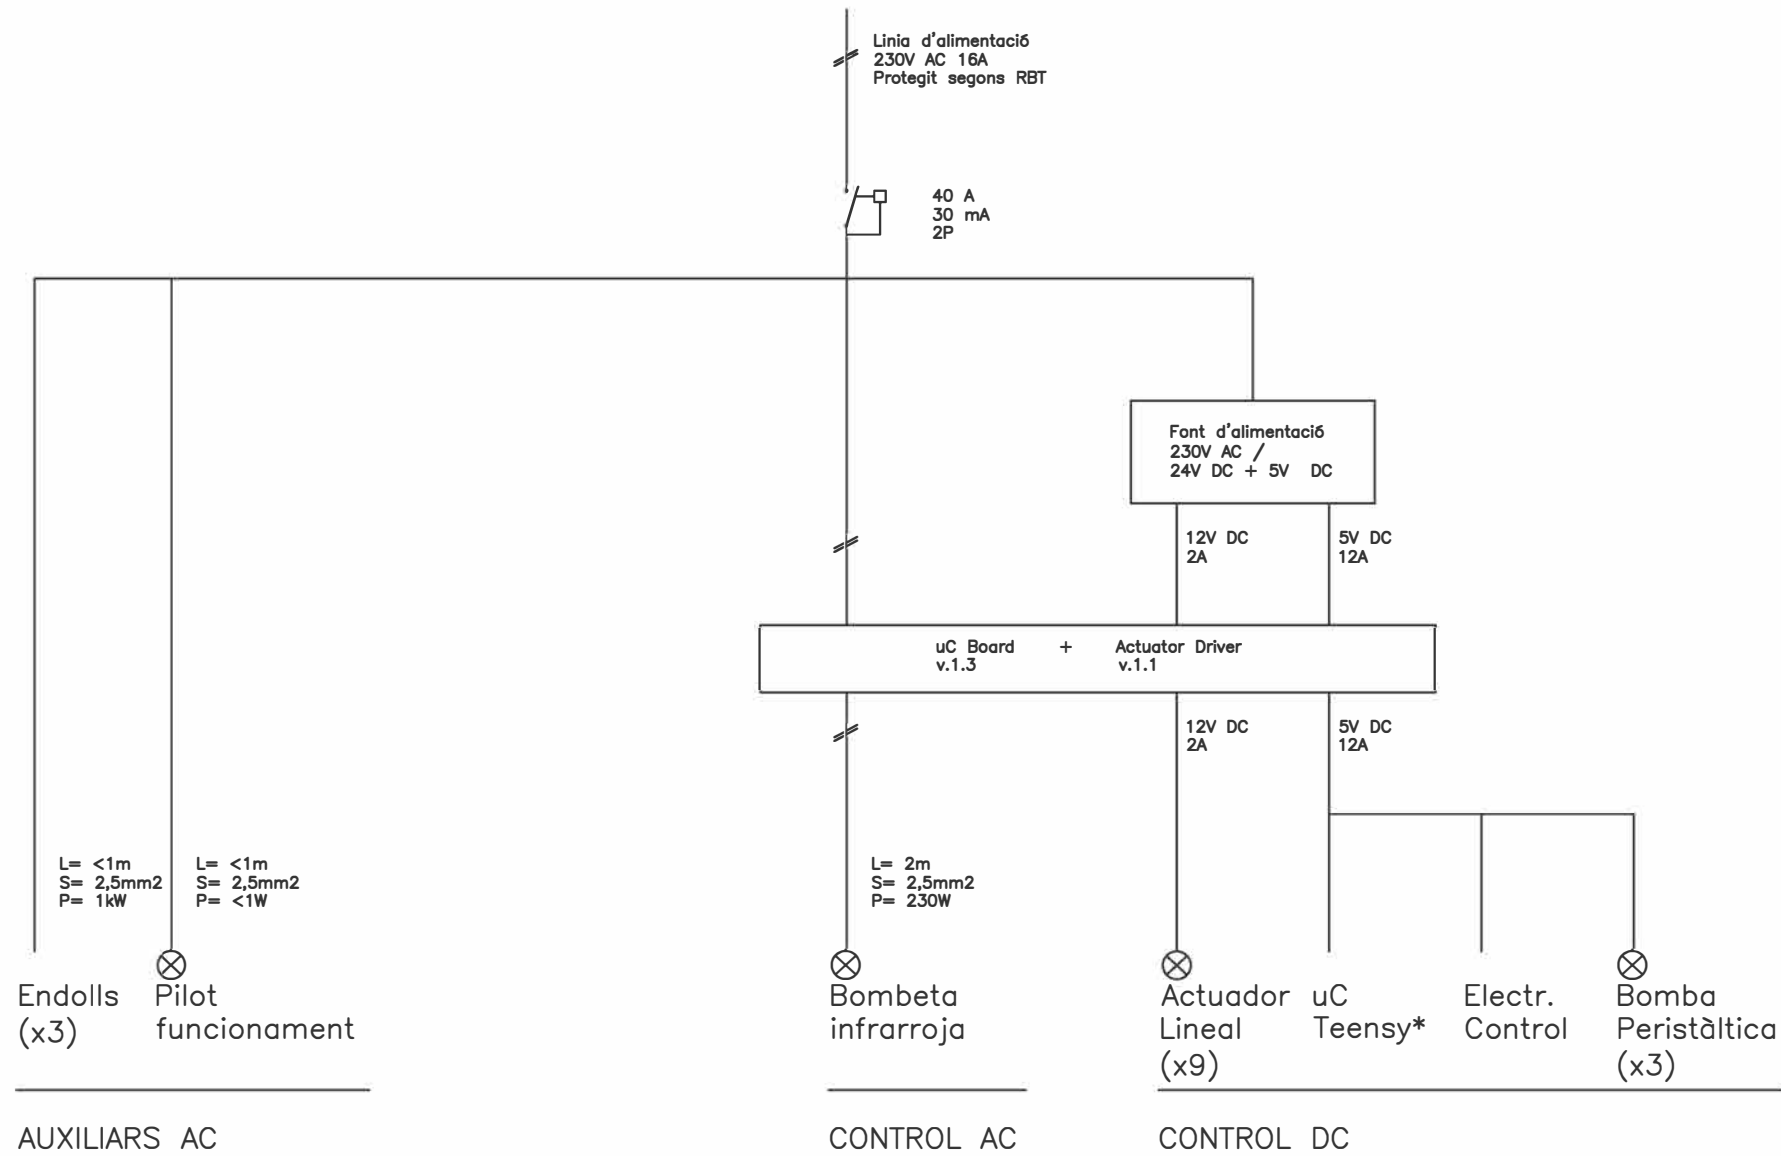 Linia d'alimentació
230V AC 16A
Protegit segons RBT
40 A
30 mA
2P
Font d'alimentació
230V AC /
24V DC + 5V DC
12V DC
2A
5V DC
12A
uC Board + Actuator Driver
v.1.3 v.1.1
12V DC
2A
5V DC
12A
L= <1m
S= 2,5mm2
P= 1kW
L= <1m
S= 2,5mm2
P= <1W
L= 2m
S= 2,5mm2
P= 230W
Endolls
(x3)
Pilot
funcionament
Bombeta
infrarroja
Actuador
Lineal
(x9)
uC
Teensy*
Electr.
Control
Bomba
Peristàltica
(x3)
AUXILIARS AC
CONTROL AC
CONTROL DC